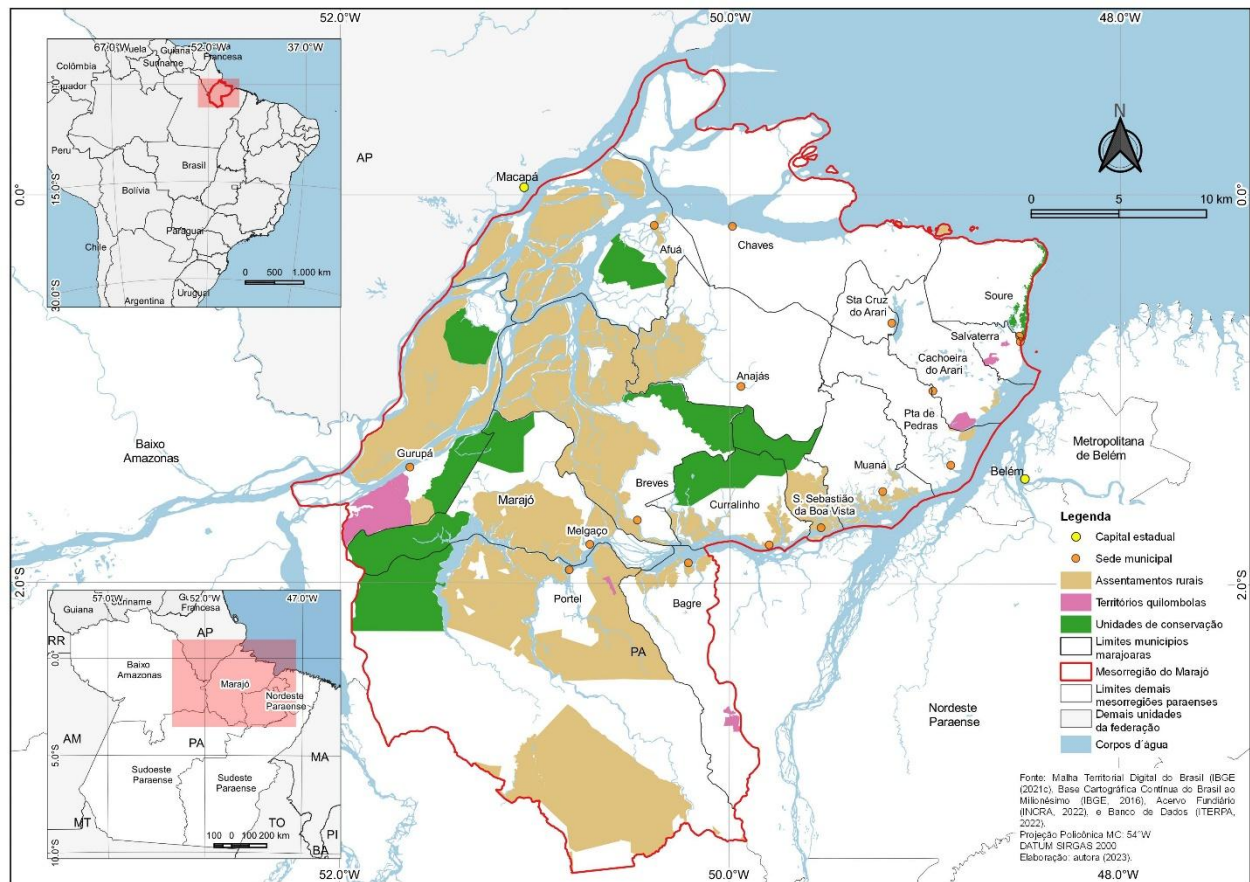 52.0°W 50.0°W 48.0°W
67.0°W 52.0°W 37.0°W
Guiana
Suriname
Francesa
Colômbia
0.0°
Peru
Brasil
Bolívia
15.0°S
Paraguai
Chile
Argentina
Uruguai
30.0°S
0 500 1.000 km
AP
Macapá
N
0 5 10 km
0.0°
0.0°
Chaves
Afuá
Soure
Sta Cruz
do Arari
Salvaterra
Cachoeira
do Arari
Anajás
Pta de
Pedras
Baixo
Amazonas
Gurupá
Metropolitana
de Belém
Belém
Muaná
Breves
Marajó
Curralinho
S. Sebastião
da Boa Vista
Melgaço
2.0°S
2.0°S
Portel
Bagre
PA
Nordeste
Paraense
Legenda
Capital estadual
Sede municipal
Assentamentos rurais
Territórios quilombolas
Unidades de conservação
Limites municípios
marajoaras
Mesorregião do Marajó
Limites demais
mesorregiões paraenses
Demais unidades
da federação
Corpos d´água
57.0°W 52.0°W 47.0°W
Guiana
Francesa
RR
AP
0.0°
Baixo
Amazonas
Marajó
Nordeste
Paraense
AM
PA
MA
5.0°S
Sudoeste
Paraense
Sudeste
Paraense
100 0 100 200 km
MT
TO
PI
BA
10.0°S
Fonte: Malha Territorial Digital do Brasil (IBGE
(2021c), Base Cartográfica Contínua do Brasil ao
Milionésimo (IBGE, 2016), Acervo Fundiário
(INCRA, 2022), e Banco de Dados (ITERPA,
2022).
Projeção Policônica MC: 54°W
DATUM SIRGAS 2000
Elaboração: autora (2023).
52.0°W 50.0°W 48.0°W